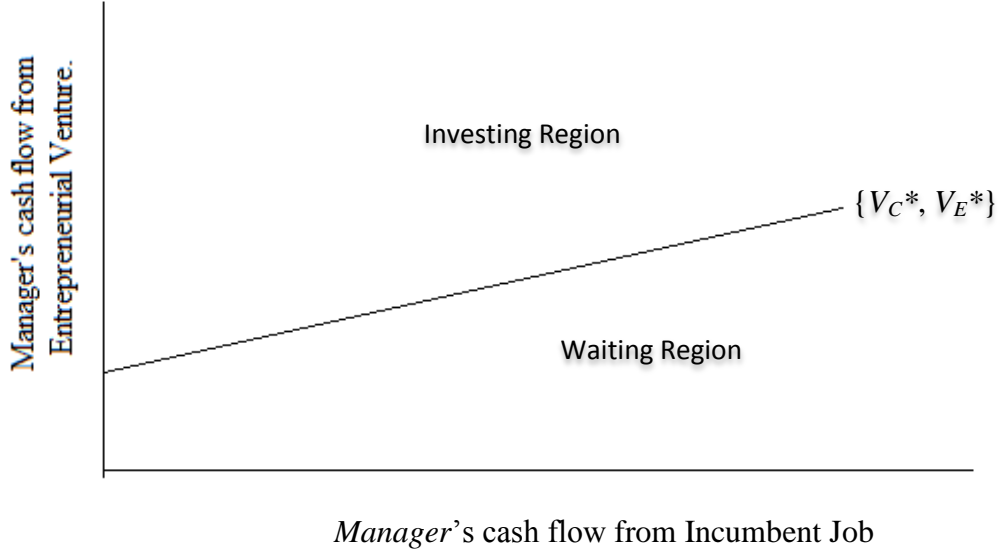 Manager's cash flow from
Entrepreneurial Venture.
Investing Region
{V_C*, V_E*}
Waiting Region
Manager's cash flow from Incumbent Job